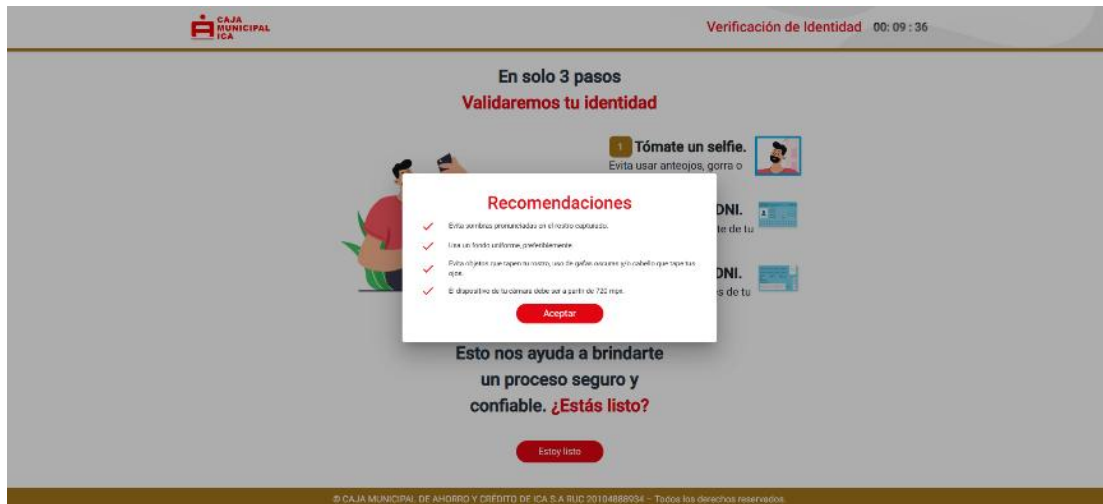 CAJA
MUNICIPAL
ICA
Verificación de Identidad 00: 09 : 36
En solo 3 pasos
Validaremos tu identidad
1 Tómate un selfie.
Evita usar anteojos, gorra o
DNI.
te de tu
DNI.
s de tu
Recomendaciones
Evita sombras pronunciadas en el rostro capturado.
Usa un fondo uniforme, preferiblemente.
Evita objetos que tapen tu rostro, uso de gafas oscuras y/o cabello que tape tus
ojos.
El dispositivo de tu cámara debe ser a partir de 720 mpx.
Aceptar
Esto nos ayuda a brindarte
un proceso seguro y
confiable. ¿Estás listo?
Estoy listo
© CAJA MUNICIPAL DE AHORRO Y CRÉDITO DE ICA S.A RUC 20104888934 – Todos los derechos reservados.